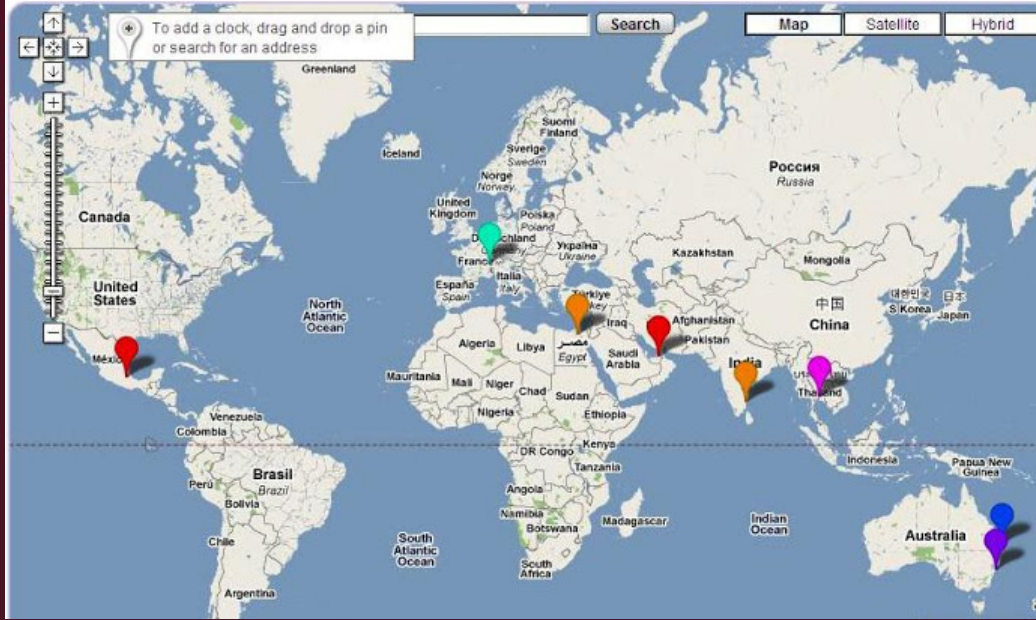 To add a clock, drag and drop a pin
or search for an address
Search
Map
Satellite
Hybrid
Greenland
Iceland
Suomi
Finland
Sverige
Sweden
Norge
Norway
Россия
Russia
United
Kingdom
Polska
Poland
Canada
Україна
Ukraine
Kazakhstan
Mongolia
Italia
Italy
España
Spain
United
States
North
Atlantic
Ocean
Iraq
Afghanistan
Pakistan
中国
China
대한민국
S Korea
日本
Japan
Algeria
Libya
مصر
Egypt
Saudi
Arabia
Mauritania
Mali
Niger
Chad
Sudan
Nigeria
Ethiopia
Venezuela
Colombia
DR Congo
Kenya
Tanzania
Indonesia
Papua New
Guinea
Perú
Brasil
Brazil
Bolivia
Angola
Namibia
Botswana
Madagascar
Indian
Ocean
Australia
Chile
South
Atlantic
Ocean
South
Africa
Argentina